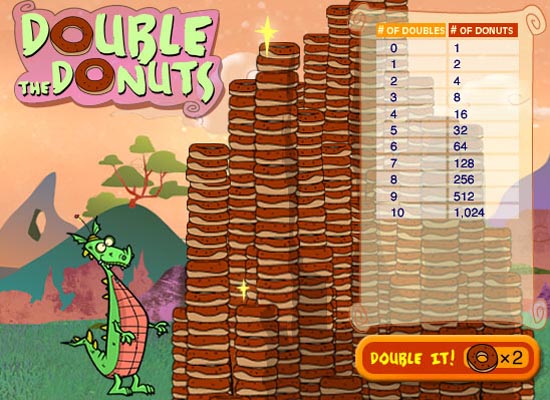 DOUBLE
THE DONUTS
# OF DOUBLES # OF DONUTS
0 1
1 2
2 4
3 8
4 16
5 32
6 64
7 128
8 256
9 512
10 1,024
DOUBLE IT! ×2